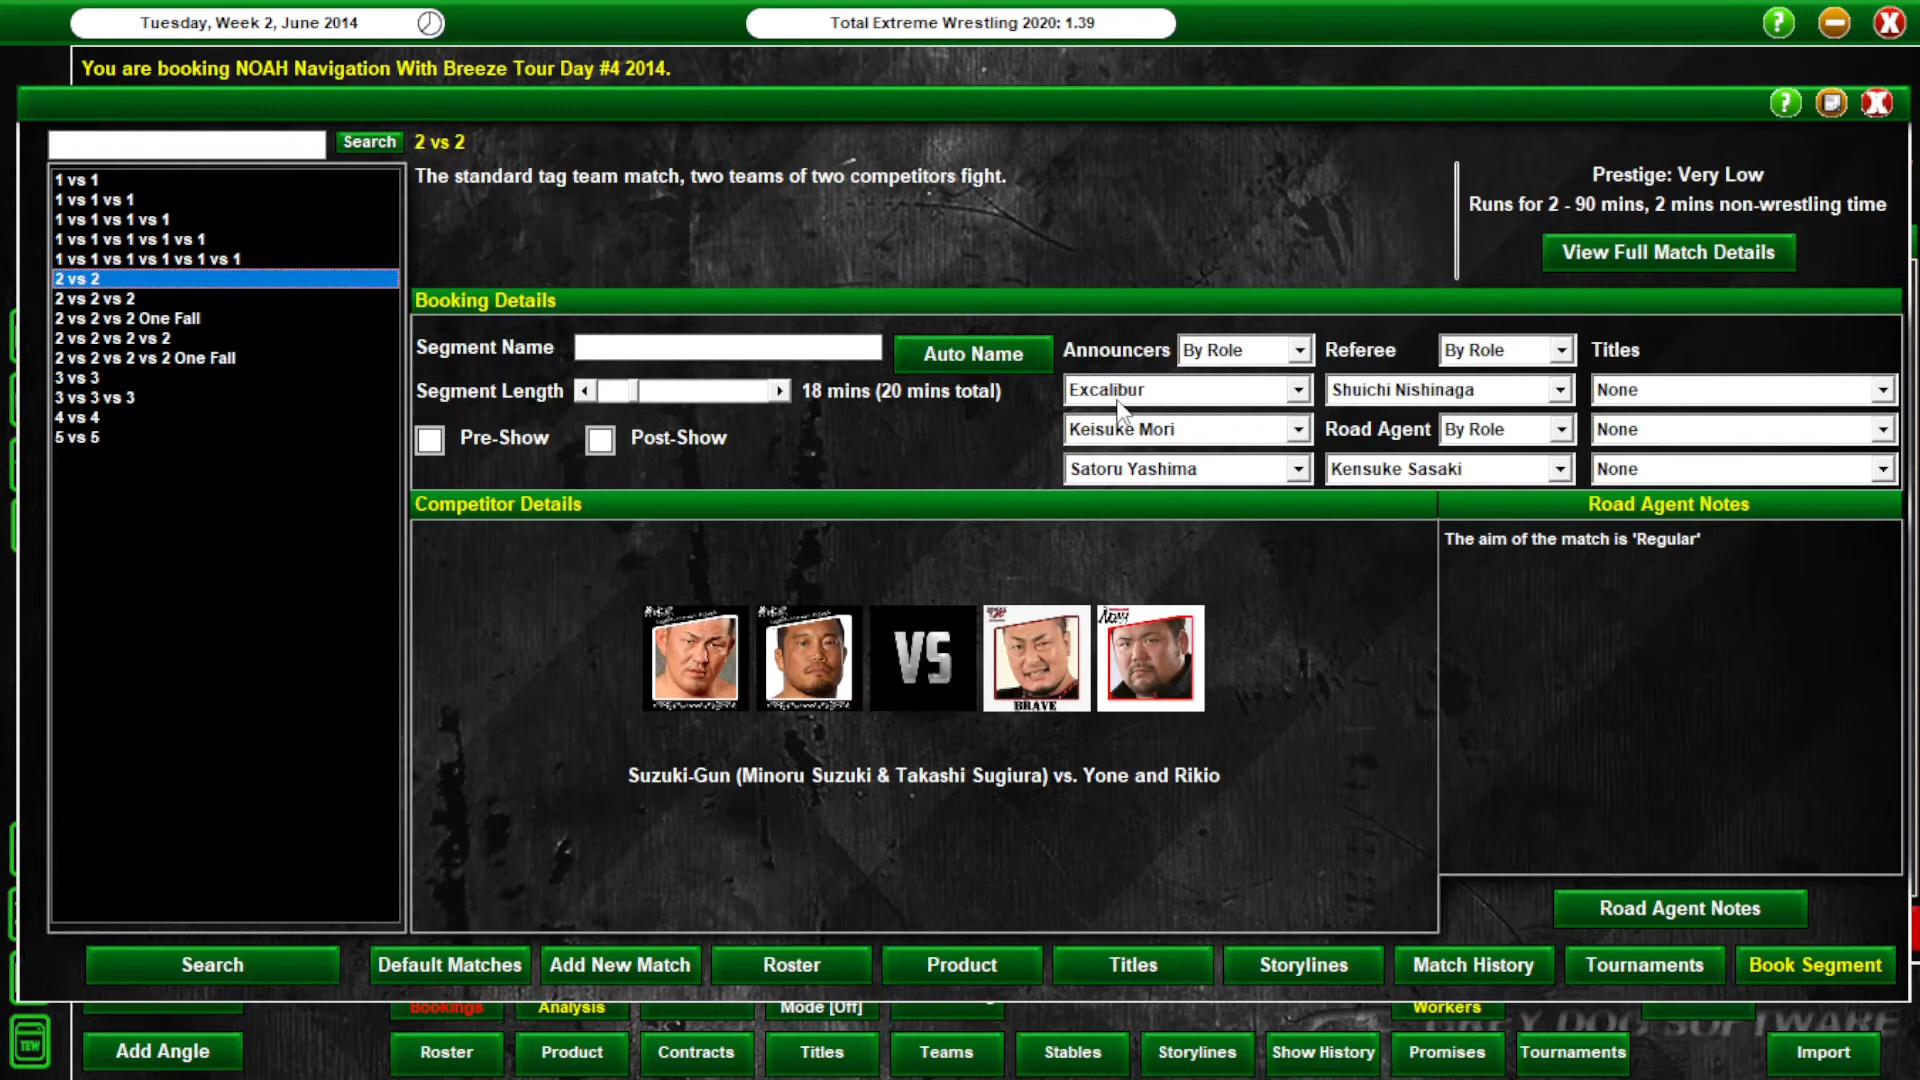 Tuesday, Week 2, June 2014
Total Extreme Wrestling 2020: 1.39
You are booking NOAH Navigation With Breeze Tour Day #4 2014.
Search
2 vs 2
The standard tag team match, two teams of two competitors fight.
Prestige: Very Low
Runs for 2 - 90 mins, 2 mins non-wrestling time
View Full Match Details
1 vs 1
1 vs 1 vs 1
1 vs 1 vs 1 vs 1
1 vs 1 vs 1 vs 1 vs 1
1 vs 1 vs 1 vs 1 vs 1 vs 1
2 vs 2
2 vs 2 vs 2
2 vs 2 vs 2 One Fall
2 vs 2 vs 2 vs 2
2 vs 2 vs 2 vs 2 One Fall
3 vs 3
3 vs 3 vs 3
4 vs 4
5 vs 5
Booking Details
Segment Name
Auto Name
Announcers By Role
Referee By Role
Titles
Segment Length
18 mins (20 mins total)
Excalibur
Shuichi Nishinaga
None
Pre-Show
Post-Show
Keisuke Mori
Road Agent By Role
None
Satoru Yashima
Kensuke Sasaki
None
Competitor Details
Road Agent Notes
The aim of the match is 'Regular'
VS
BRAVE
NOAH
Suzuki-Gun (Minoru Suzuki & Takashi Sugiura) vs. Yone and Rikio
Road Agent Notes
Search
Default Matches
Add New Match
Roster
Product
Titles
Storylines
Match History
Tournaments
Book Segment
Bookings
Analysis
Mode [Off]
Workers
GREY DOG SOFTWARE
TEW
Add Angle
Roster
Product
Contracts
Titles
Teams
Stables
Storylines
Show History
Promises
Tournaments
Import